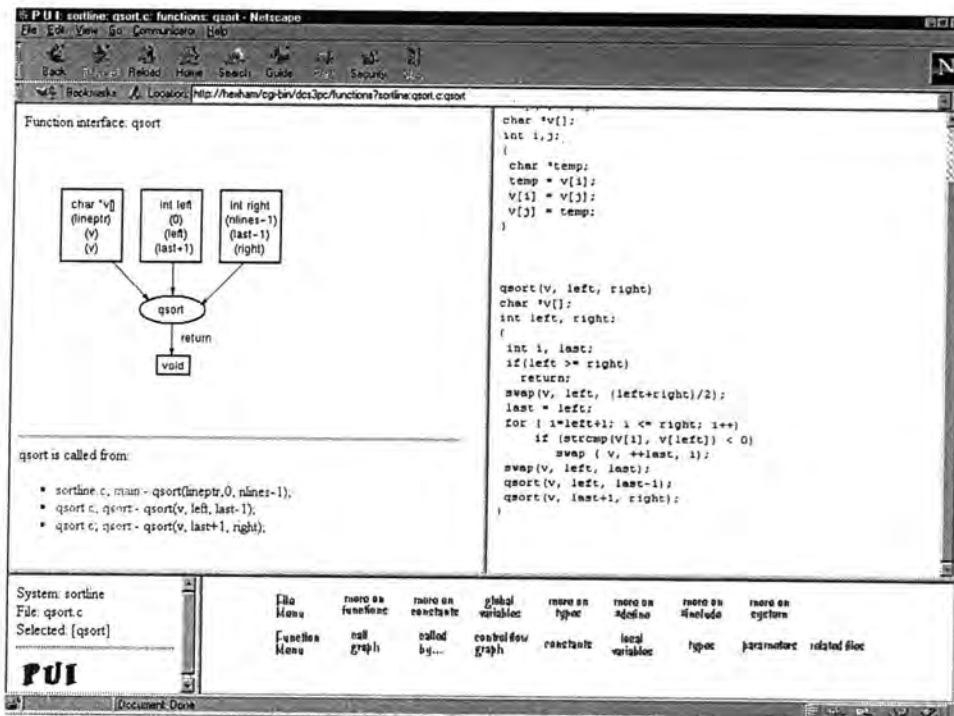 P U I: sortline: qsort.c: functions: qsort - Netscape
File Edit View Go Communicator Help
Back Reload Home Search Guide Security
Bookmarks Location: http://hexham/cgi-bin/dcs3pc/functions?sortline:qsort.c:qsort
Function interface: qsort
char *v[]
(lineptr)
(v)
(v)
int left
(0)
(left)
(last+1)
int right
(nlines-1)
(last-1)
(right)
qsort
return
void
qsort is called from:
• sortline.c, main - qsort(lineptr,0, nlines-1);
• qsort.c, qsort - qsort(v, left, last-1);
• qsort.c, qsort - qsort(v, last+1, right);
char *v[];
int i,j;
{
char *temp;
temp = v[i];
v[i] = v[j];
v[j] = temp;
}
qsort(v, left, right)
char *v[];
int left, right;
{
int i, last;
if(left >= right)
return;
swap(v, left, (left+right)/2);
last = left;
for ( i=left+1; i <= right; i++)
if (strcmp(v[i], v[left]) < 0)
swap ( v, ++last, i);
swap(v, left, last);
qsort(v, left, last-1);
qsort(v, last+1, right);
}
System: sortline
File: qsort.c
Selected: [qsort]
PUI
File Menu
more on functions
more on constants
global variables
more on types
more on #define
more on #include
more on system
Function Menu
call graph
called by...
control flow graph
constants
local variables
types
parameters
related files
Document: Done